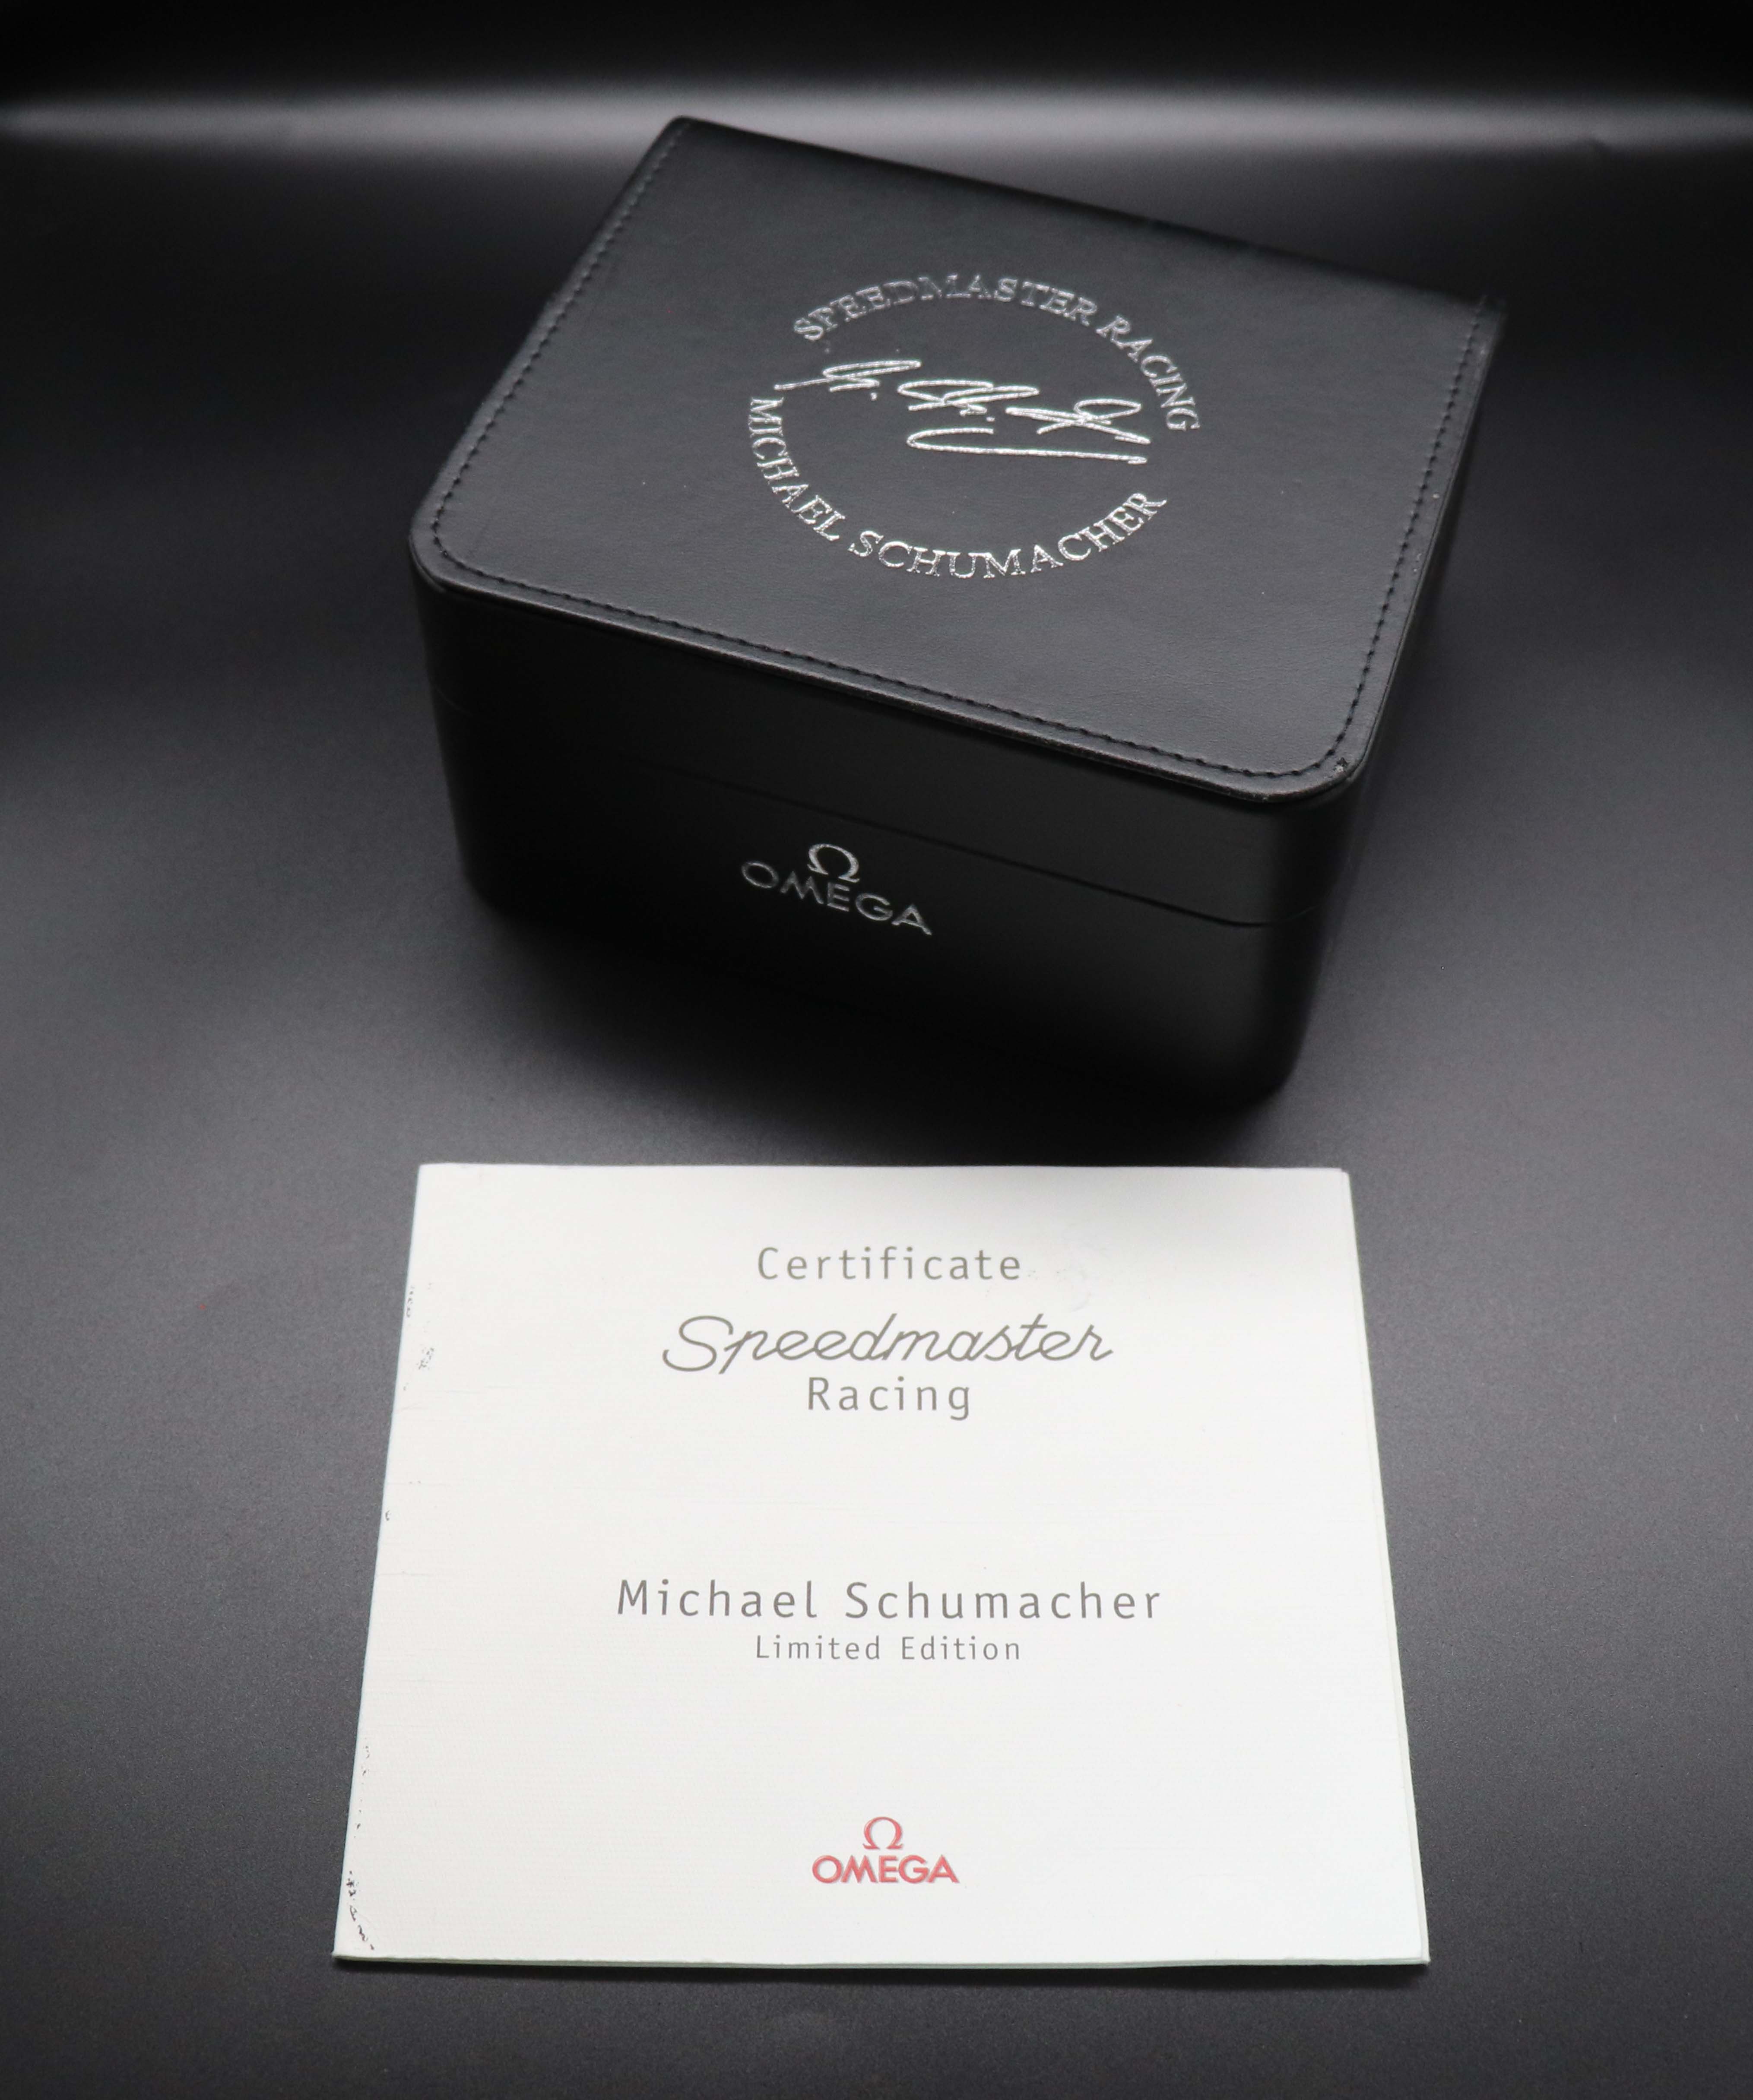 SPEEDMASTER RACING
MICHAEL SCHUMACHER
Ω
OMEGA
Certificate
Speedmaster
Racing
Michael Schumacher
Limited Edition
Ω
OMEGA